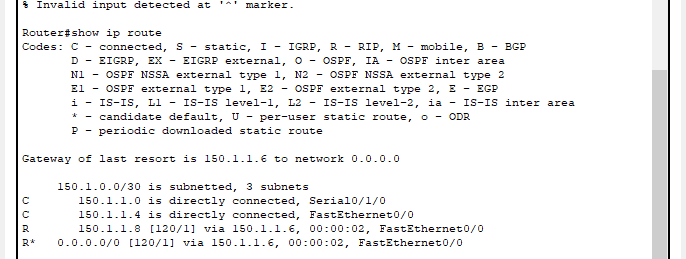 % Invalid input detected at '^' marker.
Router#show ip route
Codes: C - connected, S - static, I - IGRP, R - RIP, M - mobile, B - BGP
D - EIGRP, EX - EIGRP external, O - OSPF, IA - OSPF inter area
N1 - OSPF NSSA external type 1, N2 - OSPF NSSA external type 2
E1 - OSPF external type 1, E2 - OSPF external type 2, E - EGP
i - IS-IS, L1 - IS-IS level-1, L2 - IS-IS level-2, ia - IS-IS inter area
* - candidate default, U - per-user static route, o - ODR
P - periodic downloaded static route
Gateway of last resort is 150.1.1.6 to network 0.0.0.0
150.1.0.0/30 is subnetted, 3 subnets
C 150.1.1.0 is directly connected, Serial0/1/0
C 150.1.1.4 is directly connected, FastEthernet0/0
R 150.1.1.8 [120/1] via 150.1.1.6, 00:00:02, FastEthernet0/0
R* 0.0.0.0/0 [120/1] via 150.1.1.6, 00:00:02, FastEthernet0/0